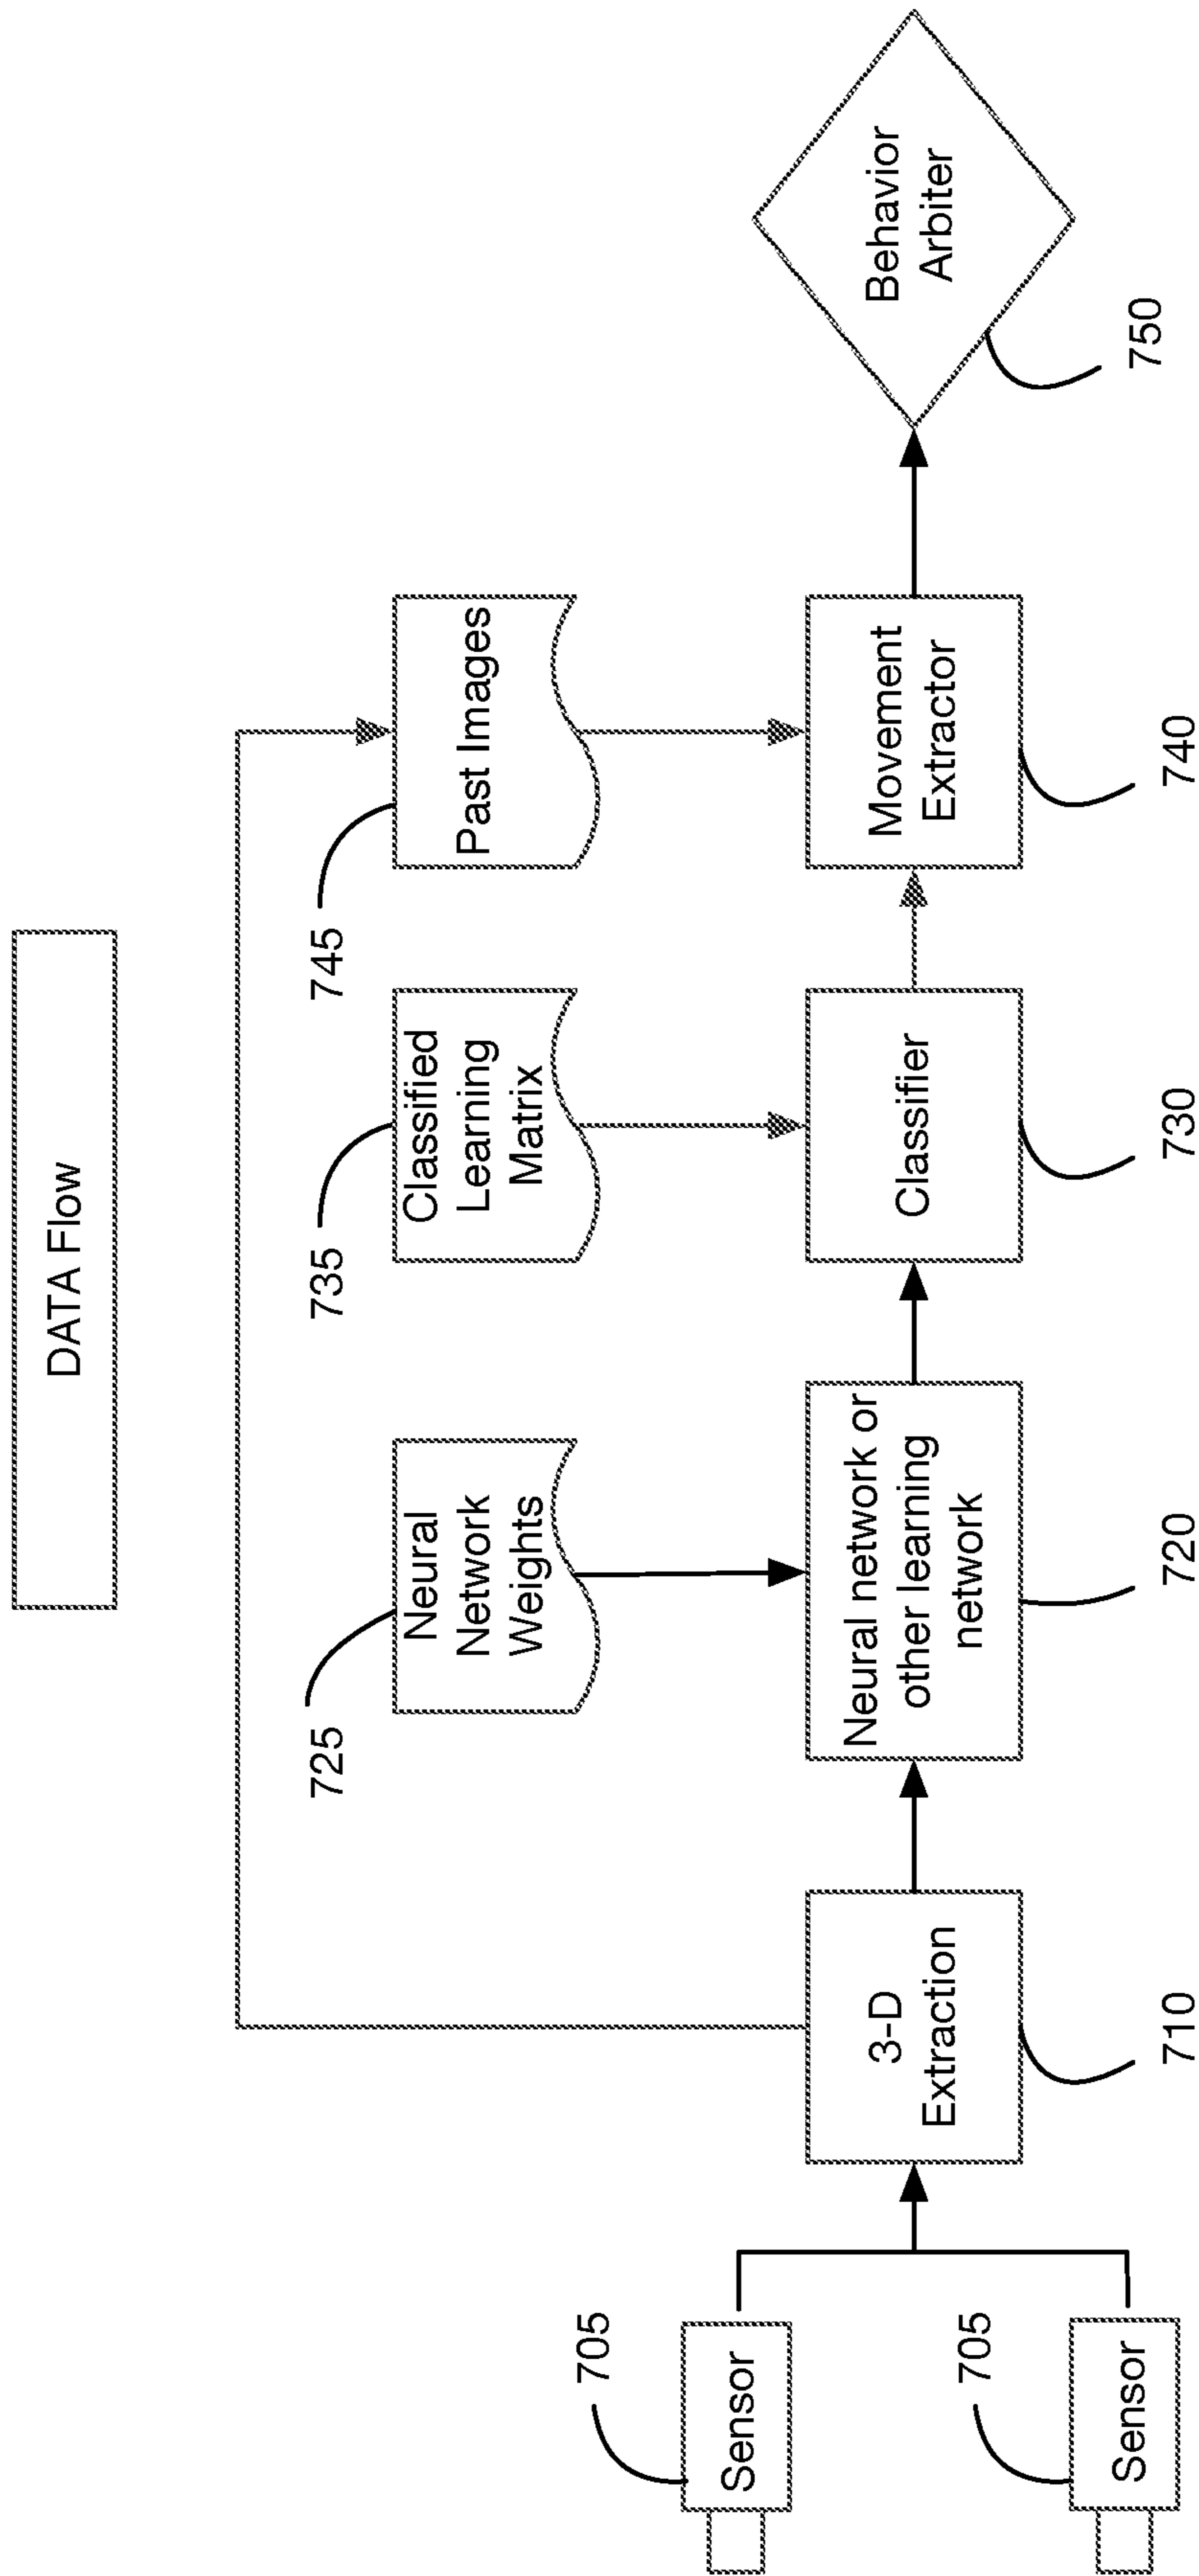 DATA Flow
745
735
725
Past Images
Classified
Learning
Matrix
Neural
Network
Weights
705
Sensor
705
Sensor
3-D
Extraction
710
Neural network or
other learning
network
720
Classifier
730
Movement
Extractor
740
Behavior
Arbiter
750